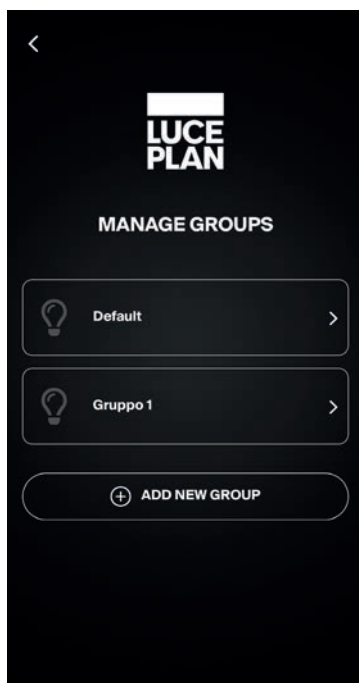 LUCE
PLAN
MANAGE GROUPS
Default
Gruppo 1
ADD NEW GROUP